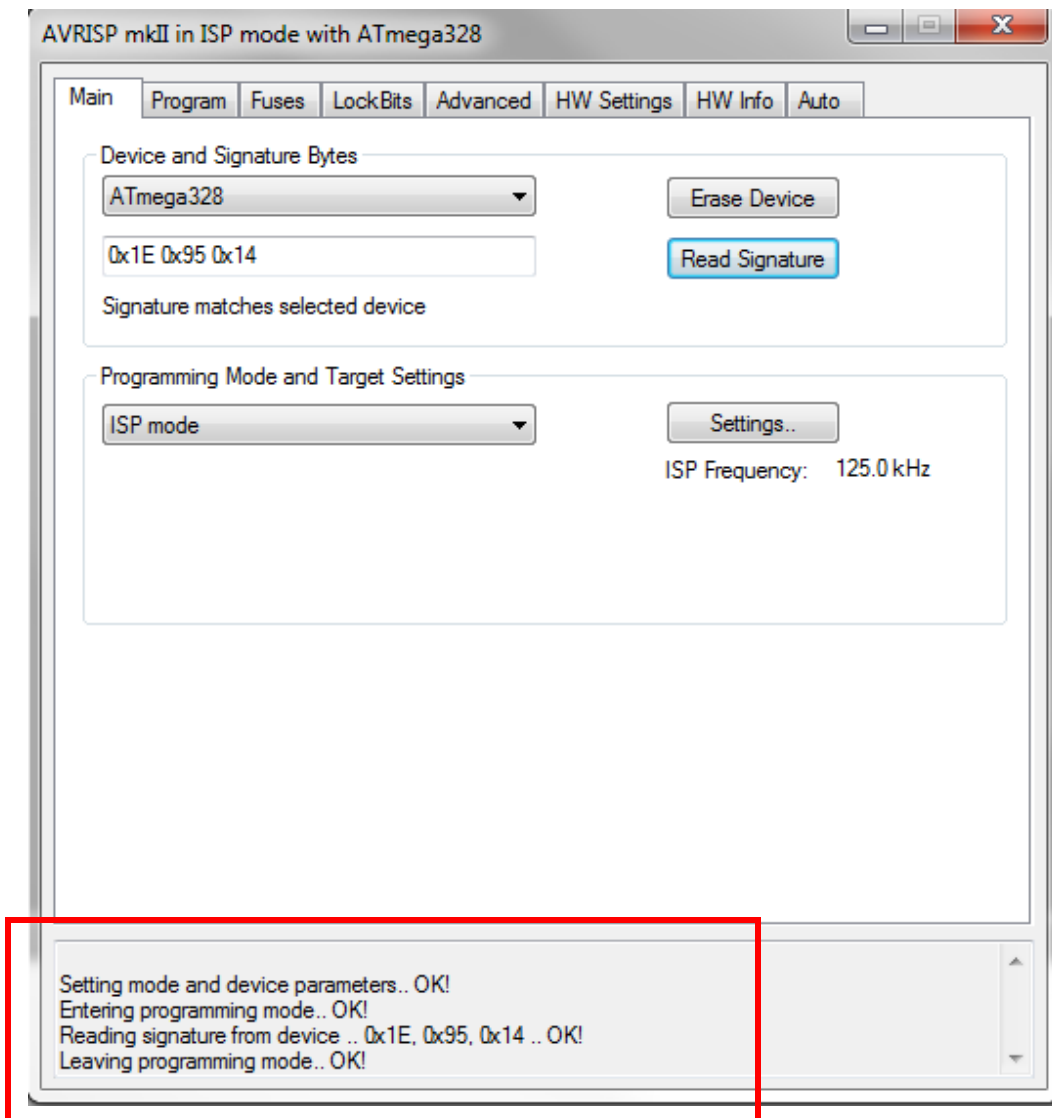 AVRISP mkII in ISP mode with ATmega328
Main Program Fuses LockBits Advanced HW Settings HW Info Auto
Device and Signature Bytes
ATmega328 Erase Device
0x1E 0x95 0x14 Read Signature
Signature matches selected device
Programming Mode and Target Settings
ISP mode Settings..
ISP Frequency: 125.0 kHz
Setting mode and device parameters.. OK!
Entering programming mode.. OK!
Reading signature from device .. 0x1E, 0x95, 0x14 .. OK!
Leaving programming mode.. OK!